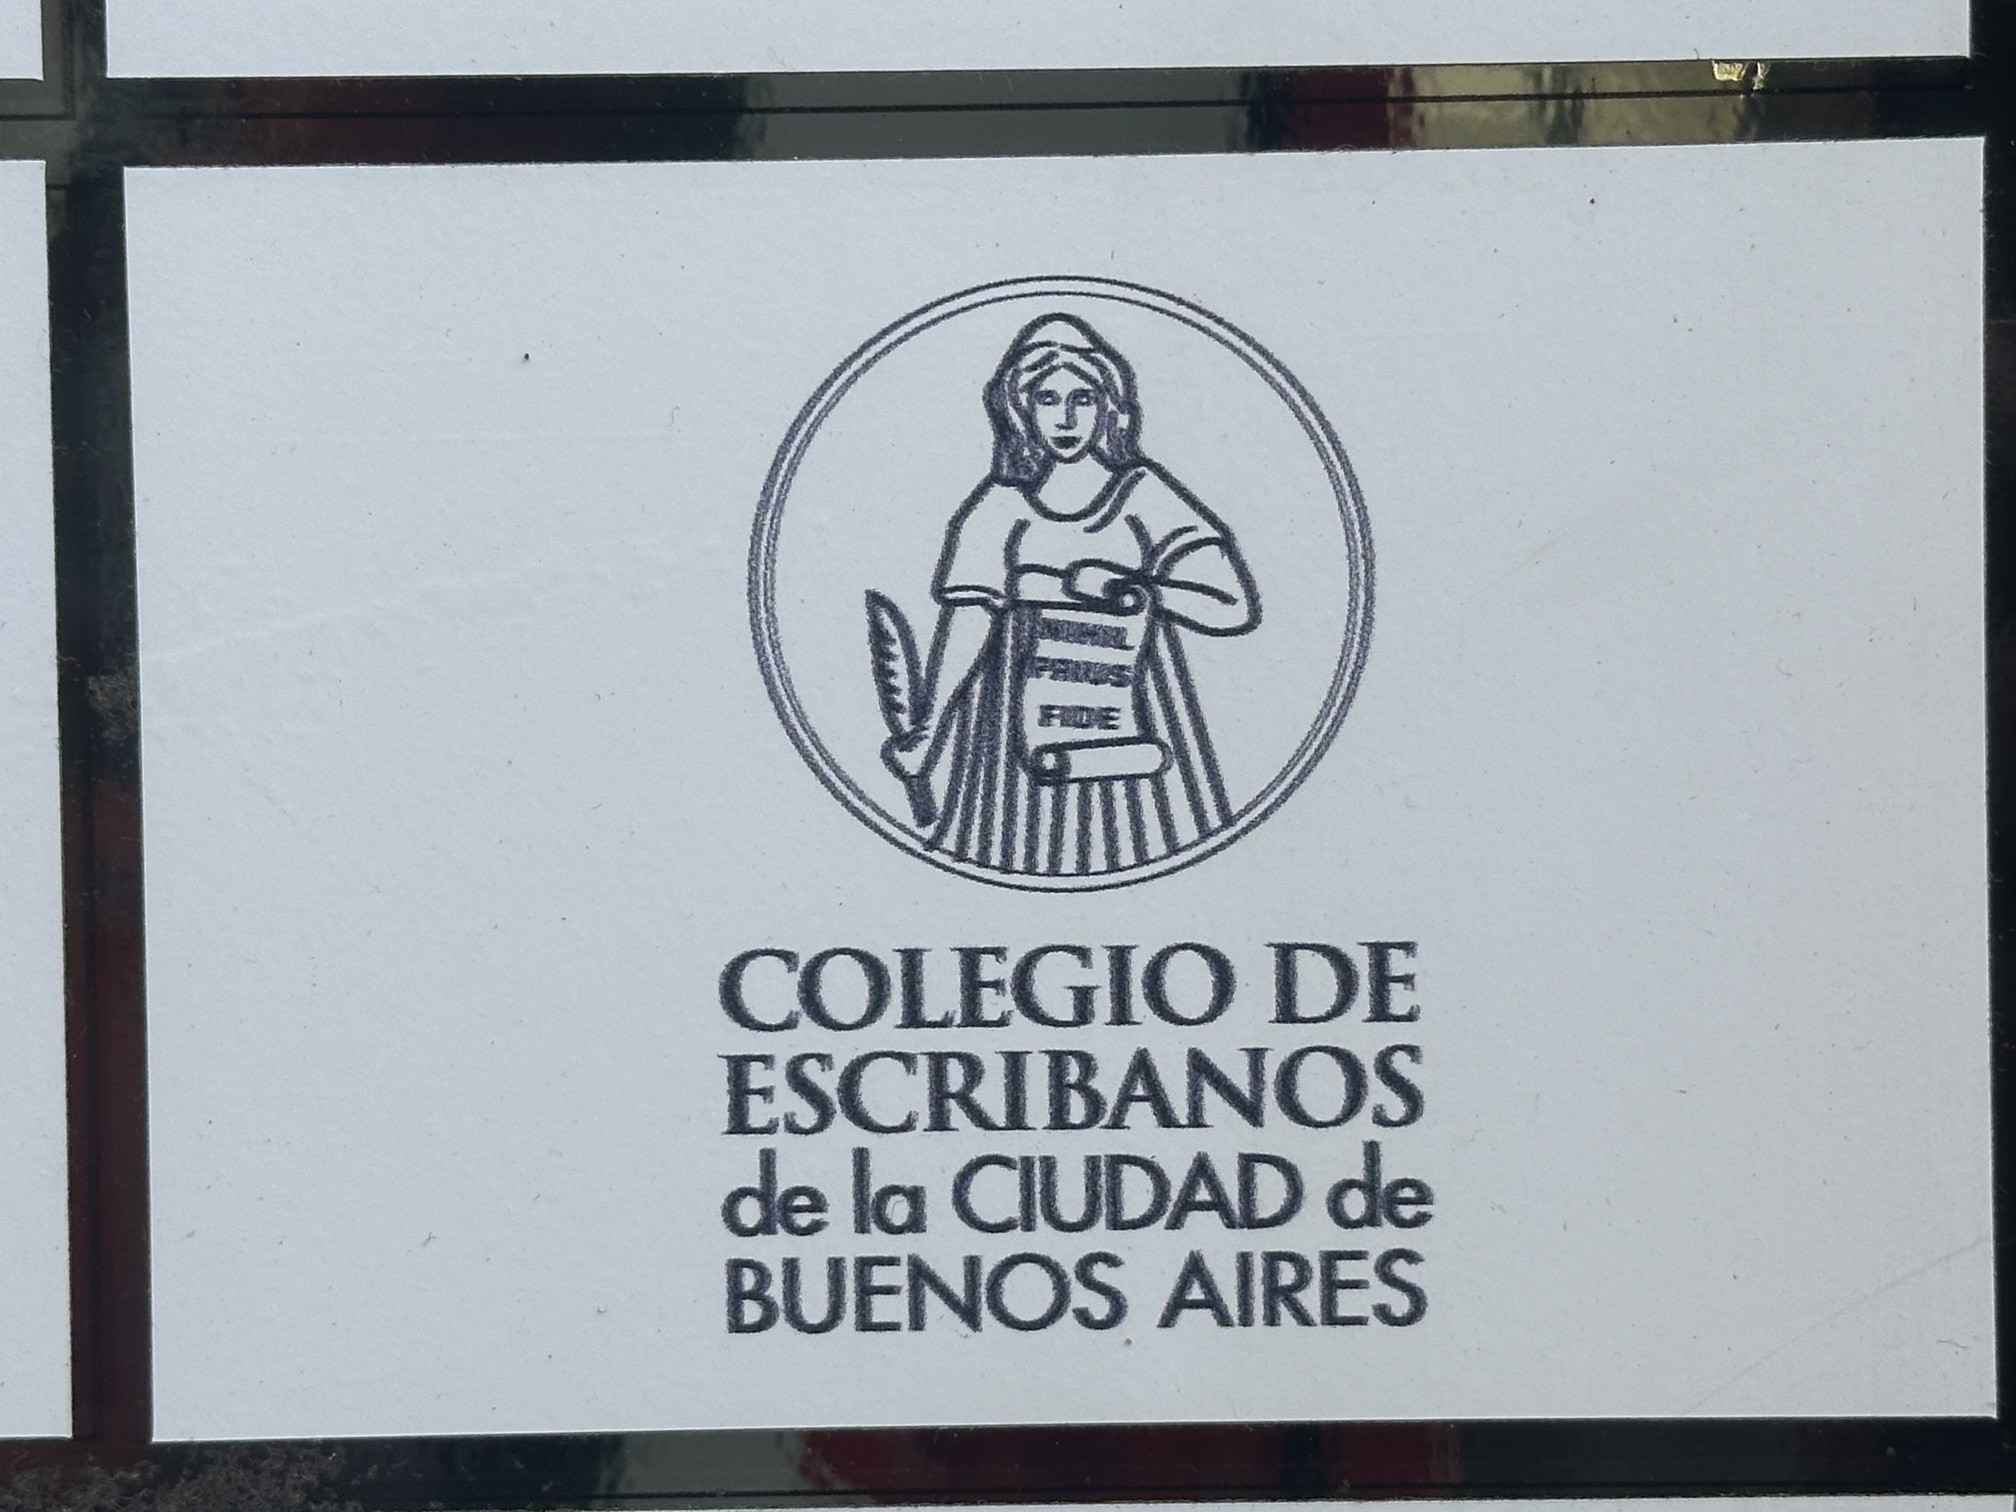 NIHIL
PRIUS
FIDE
COLEGIO DE
ESCRIBANOS
de la CIUDAD de
BUENOS AIRES